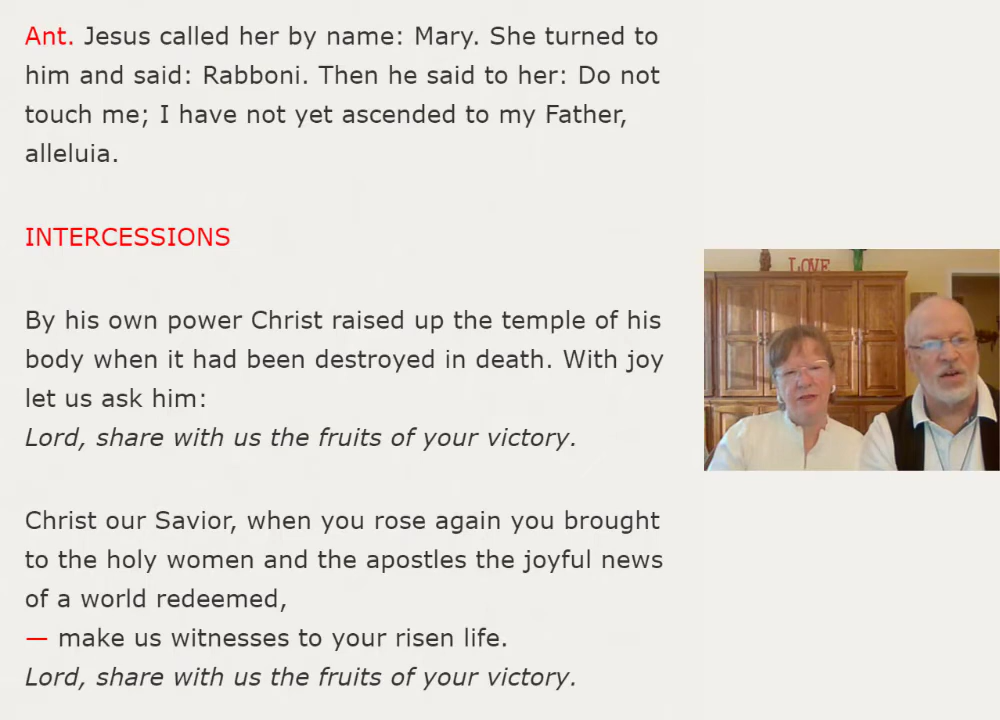 Ant. Jesus called her by name: Mary. She turned to
him and said: Rabboni. Then he said to her: Do not
touch me; I have not yet ascended to my Father,
alleluia.
INTERCESSIONS
By his own power Christ raised up the temple of his
body when it had been destroyed in death. With joy
let us ask him:
Lord, share with us the fruits of your victory.
Christ our Savior, when you rose again you brought
to the holy women and the apostles the joyful news
of a world redeemed,
— make us witnesses to your risen life.
Lord, share with us the fruits of your victory.
LOVE